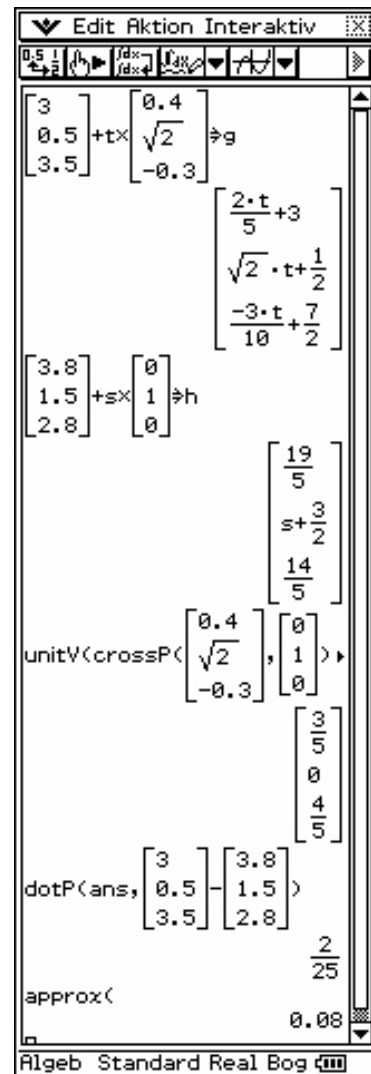 Edit Aktion Interaktiv
[3
0.5
3.5]+t×[0.4
√2
-0.3]⇒g
[2·t/5+3
√2·t+1/2
-3·t/10+7/2]
[3.8
1.5
2.8]+s×[0
1
0]⇒h
[19/5
s+3/2
14/5]
unitV(crossP([0.4
√2
-0.3],[0
1
0])▶
[3/5
0
4/5]
dotP(ans,[3
0.5
3.5]-[3.8
1.5
2.8])
2/25
approx(
0.08
Algeb Standard Real Bog